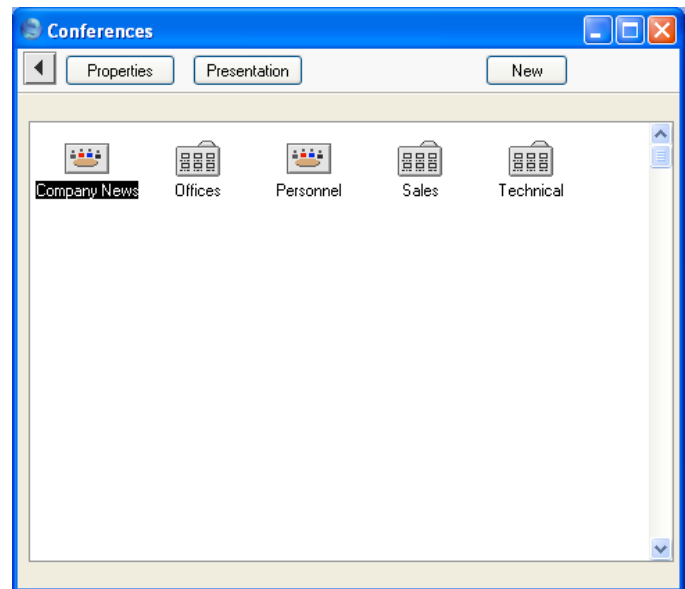 Conferences
Properties Presentation New
Company News Offices Personnel Sales Technical